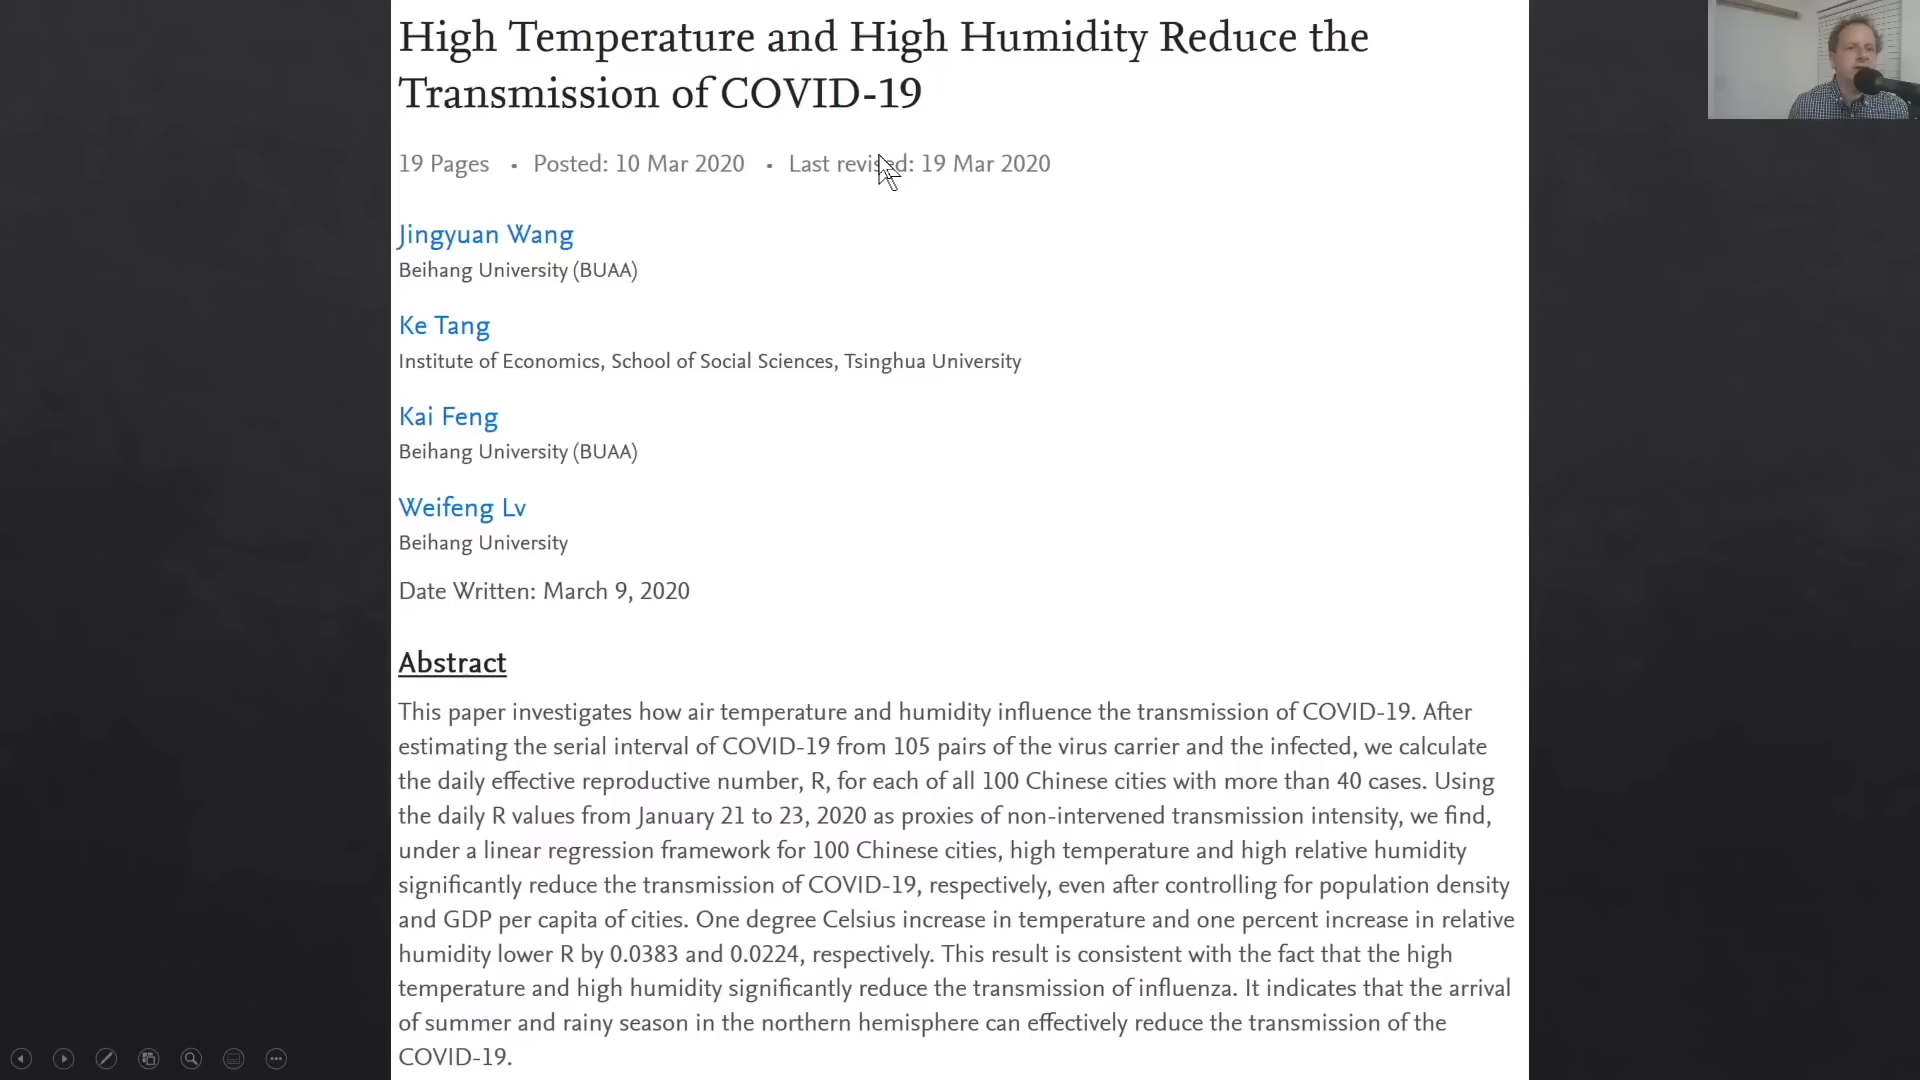 High Temperature and High Humidity Reduce the
Transmission of COVID-19
19 Pages • Posted: 10 Mar 2020 • Last revised: 19 Mar 2020
Jingyuan Wang
Beihang University (BUAA)
Ke Tang
Institute of Economics, School of Social Sciences, Tsinghua University
Kai Feng
Beihang University (BUAA)
Weifeng Lv
Beihang University
Date Written: March 9, 2020
Abstract
This paper investigates how air temperature and humidity influence the transmission of COVID-19. After
estimating the serial interval of COVID-19 from 105 pairs of the virus carrier and the infected, we calculate
the daily effective reproductive number, R, for each of all 100 Chinese cities with more than 40 cases. Using
the daily R values from January 21 to 23, 2020 as proxies of non-intervened transmission intensity, we find,
under a linear regression framework for 100 Chinese cities, high temperature and high relative humidity
significantly reduce the transmission of COVID-19, respectively, even after controlling for population density
and GDP per capita of cities. One degree Celsius increase in temperature and one percent increase in relative
humidity lower R by 0.0383 and 0.0224, respectively. This result is consistent with the fact that the high
temperature and high humidity significantly reduce the transmission of influenza. It indicates that the arrival
of summer and rainy season in the northern hemisphere can effectively reduce the transmission of the
COVID-19.